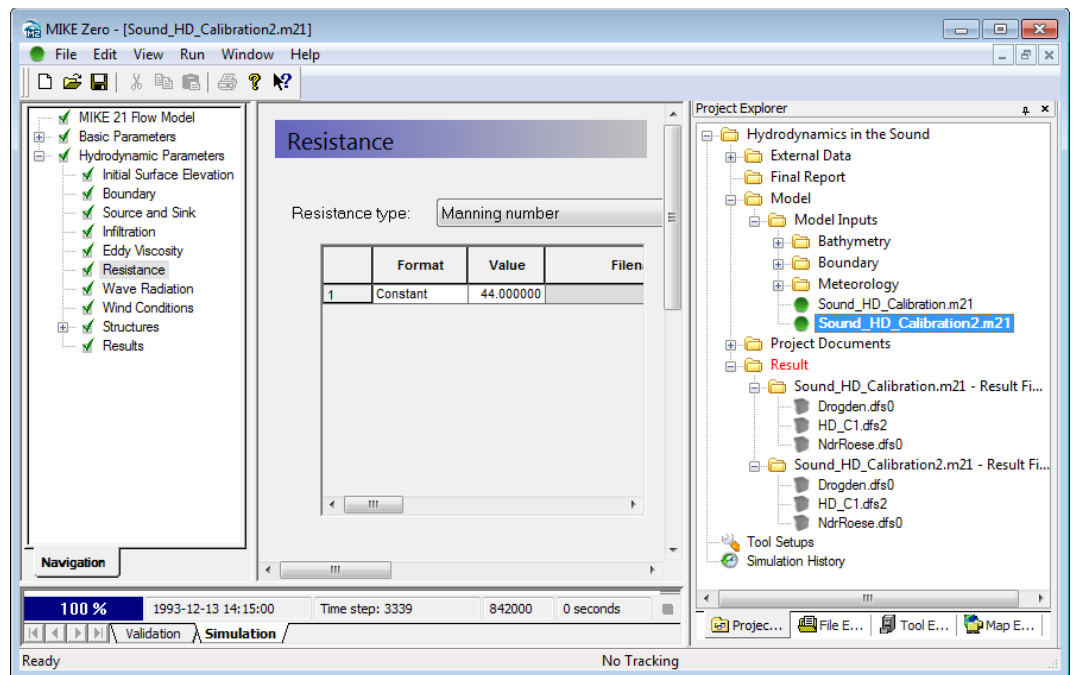 MIKE Zero - [Sound_HD_Calibration2.m21]
File Edit View Run Window Help
MIKE 21 Flow Model
Basic Parameters
Hydrodynamic Parameters
Initial Surface Elevation
Boundary
Source and Sink
Infiltration
Eddy Viscosity
Resistance
Wave Radiation
Wind Conditions
Structures
Results
Navigation
Resistance
Resistance type: Manning number
Format Value Filen
1 Constant 44.000000
Project Explorer
Hydrodynamics in the Sound
External Data
Final Report
Model
Model Inputs
Bathymetry
Boundary
Meteorology
Sound_HD_Calibration.m21
Sound_HD_Calibration2.m21
Project Documents
Result
Sound_HD_Calibration.m21 - Result Fi...
Drogden.dfs0
HD_C1.dfs2
NdrRoese.dfs0
Sound_HD_Calibration2.m21 - Result Fi...
Drogden.dfs0
HD_C1.dfs2
NdrRoese.dfs0
Tool Setups
Simulation History
Projec... File E... Tool E... Map E...
100 % 1993-12-13 14:15:00 Time step: 3339 842000 0 seconds
Validation Simulation
Ready No Tracking